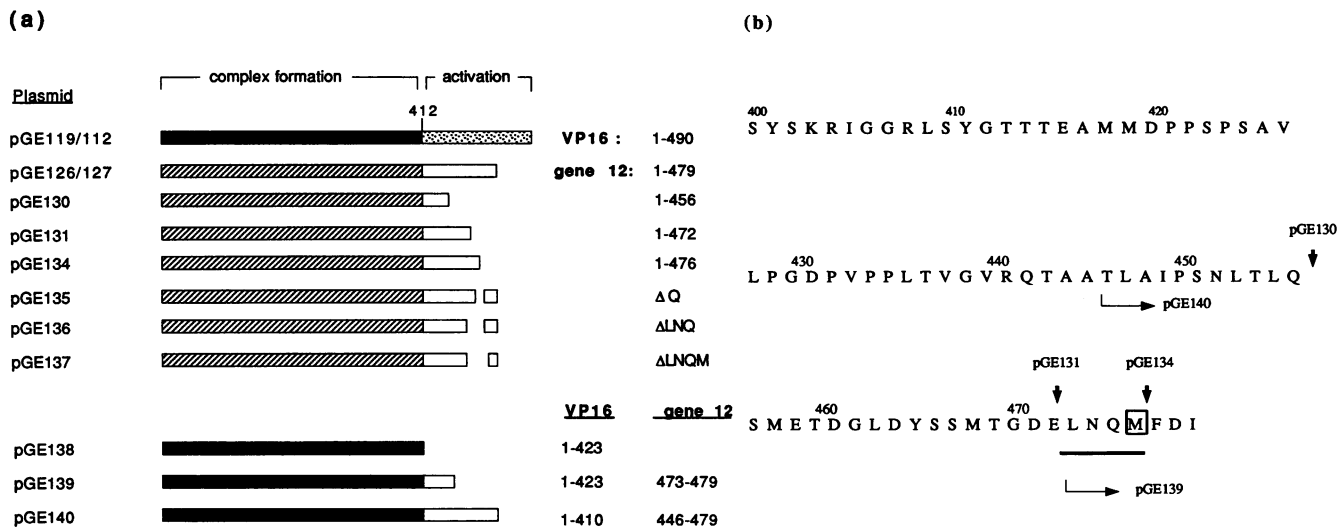 (a)
complex formation
activation
Plasmid
412
pGE119/112
VP16 :
1-490
pGE126/127
gene 12:
1-479
pGE130
1-456
pGE131
1-472
pGE134
1-476
pGE135
ΔQ
pGE136
ΔLNQ
pGE137
ΔLNQM
VP16
gene 12
pGE138
1-423
pGE139
1-423
473-479
pGE140
1-410
446-479
(b)
400 410 420
S Y S K R I G G R L S Y G T T T E A M M D P P S P S A V
pGE130
430 440 450
L P G D P V P P L T V G V R Q T A A T L A I P S N L T L Q
pGE140
pGE131 pGE134
460 470
S M E T D G L D Y S S M T G D E L N Q M F D I
pGE139